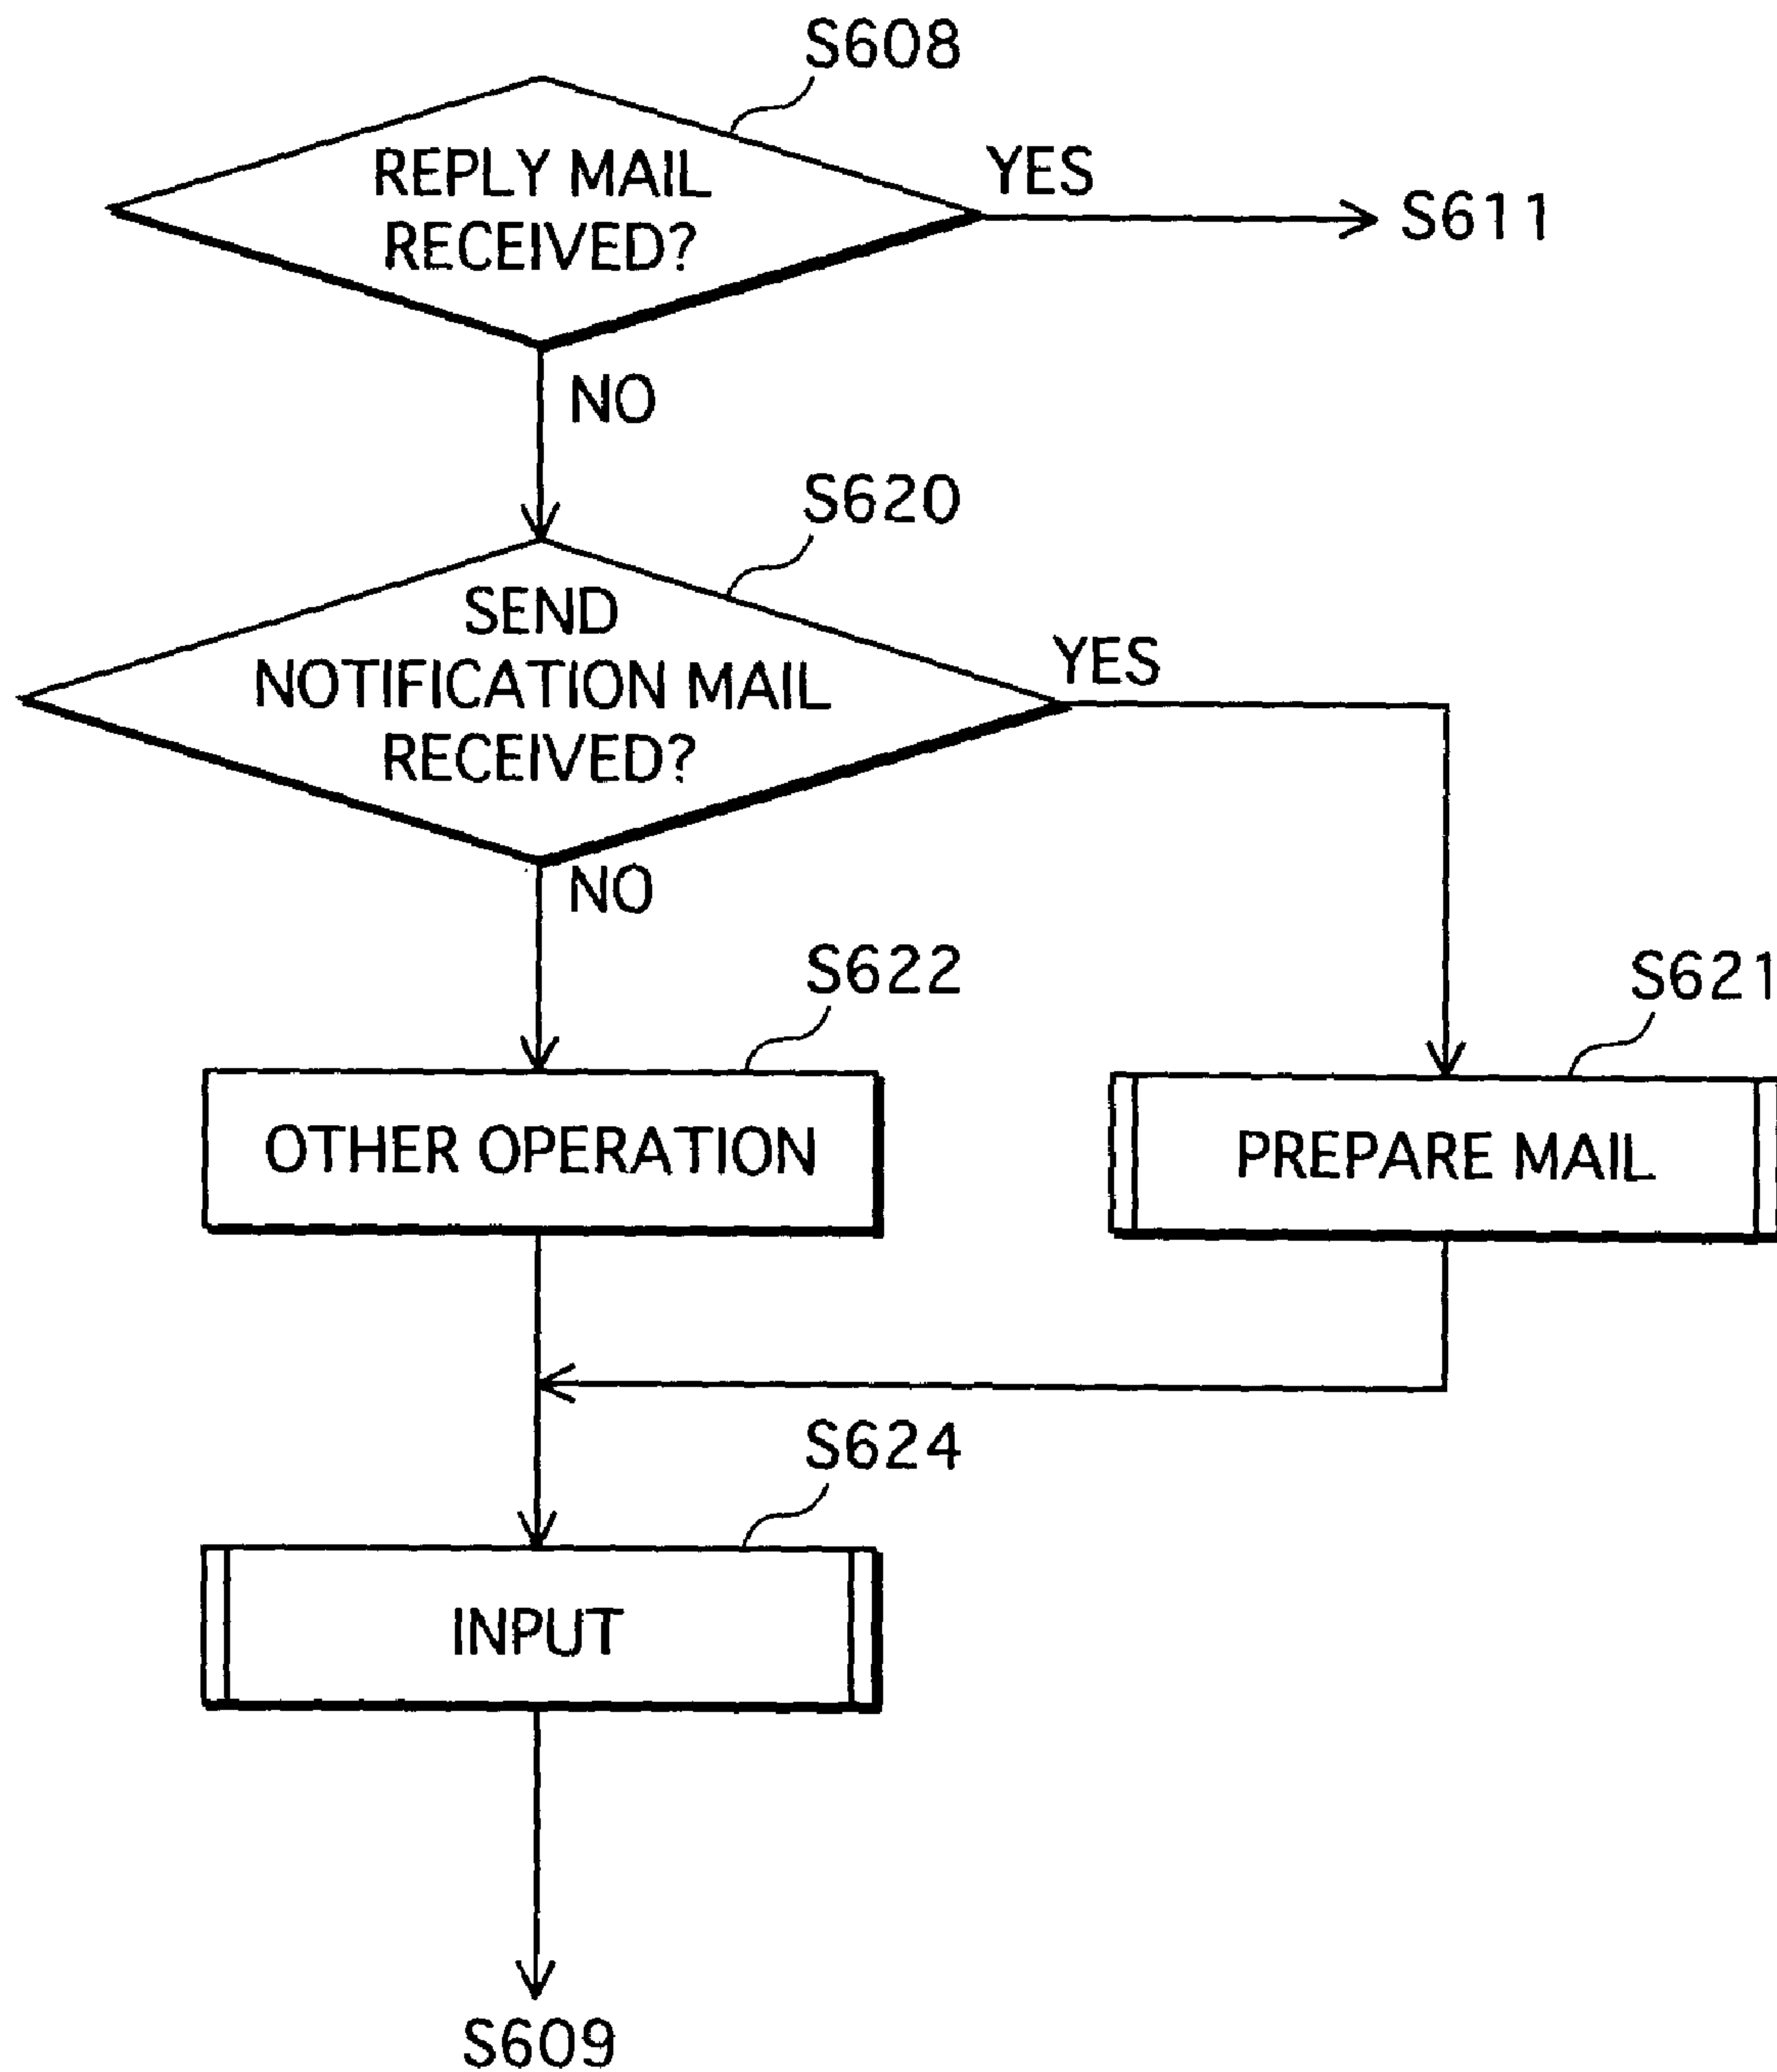 S608
REPLY MAIL
RECEIVED?
YES
S611
NO
S620
SEND
NOTIFICATION MAIL
RECEIVED?
YES
NO
S622
S621
OTHER OPERATION
PREPARE MAIL
S624
INPUT
S609